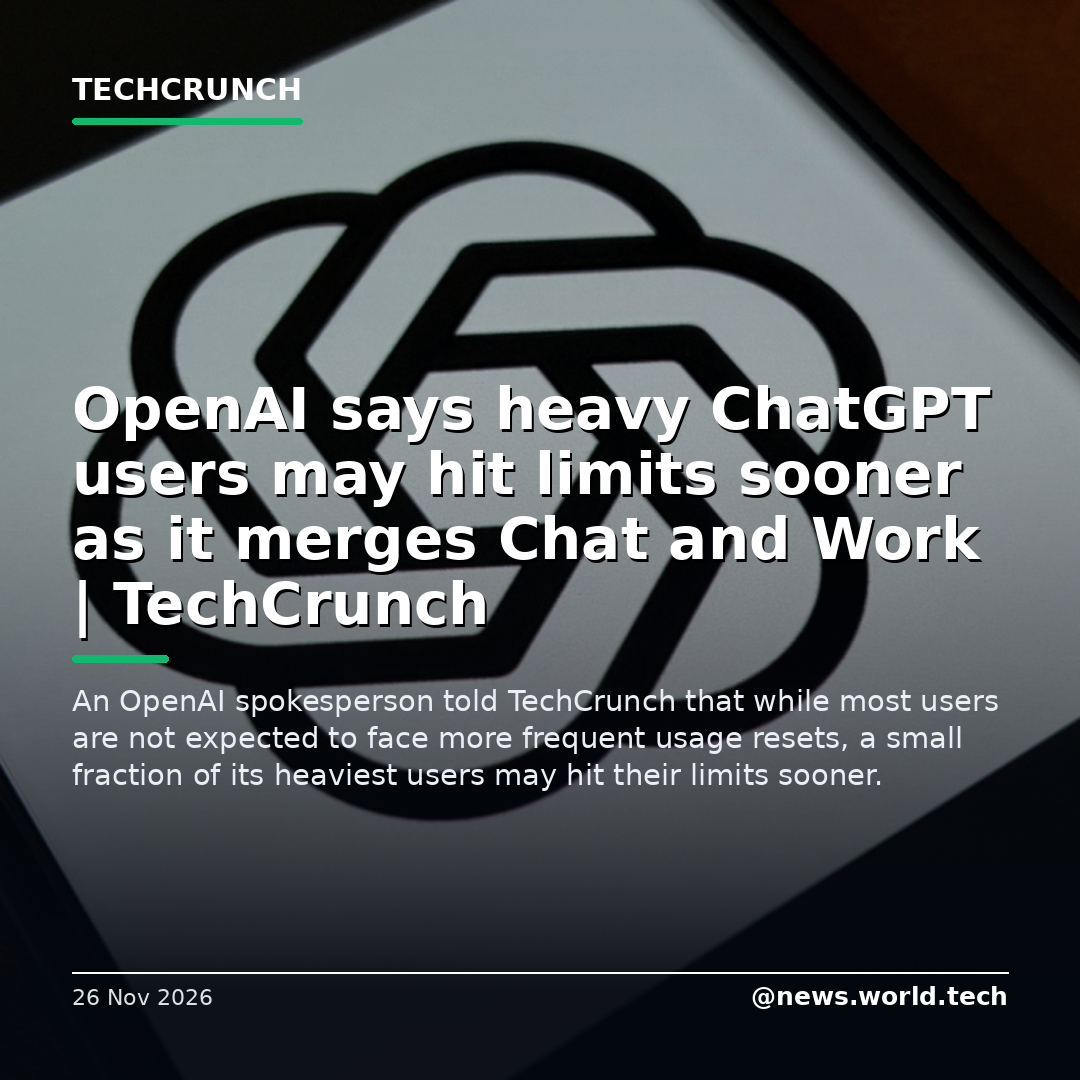 TECHCRUNCH
OpenAI says heavy ChatGPT
users may hit limits sooner
as it merges Chat and Work
| TechCrunch
An OpenAI spokesperson told TechCrunch that while most users
are not expected to face more frequent usage resets, a small
fraction of its heaviest users may hit their limits sooner.
26 Nov 2026
@news.world.tech